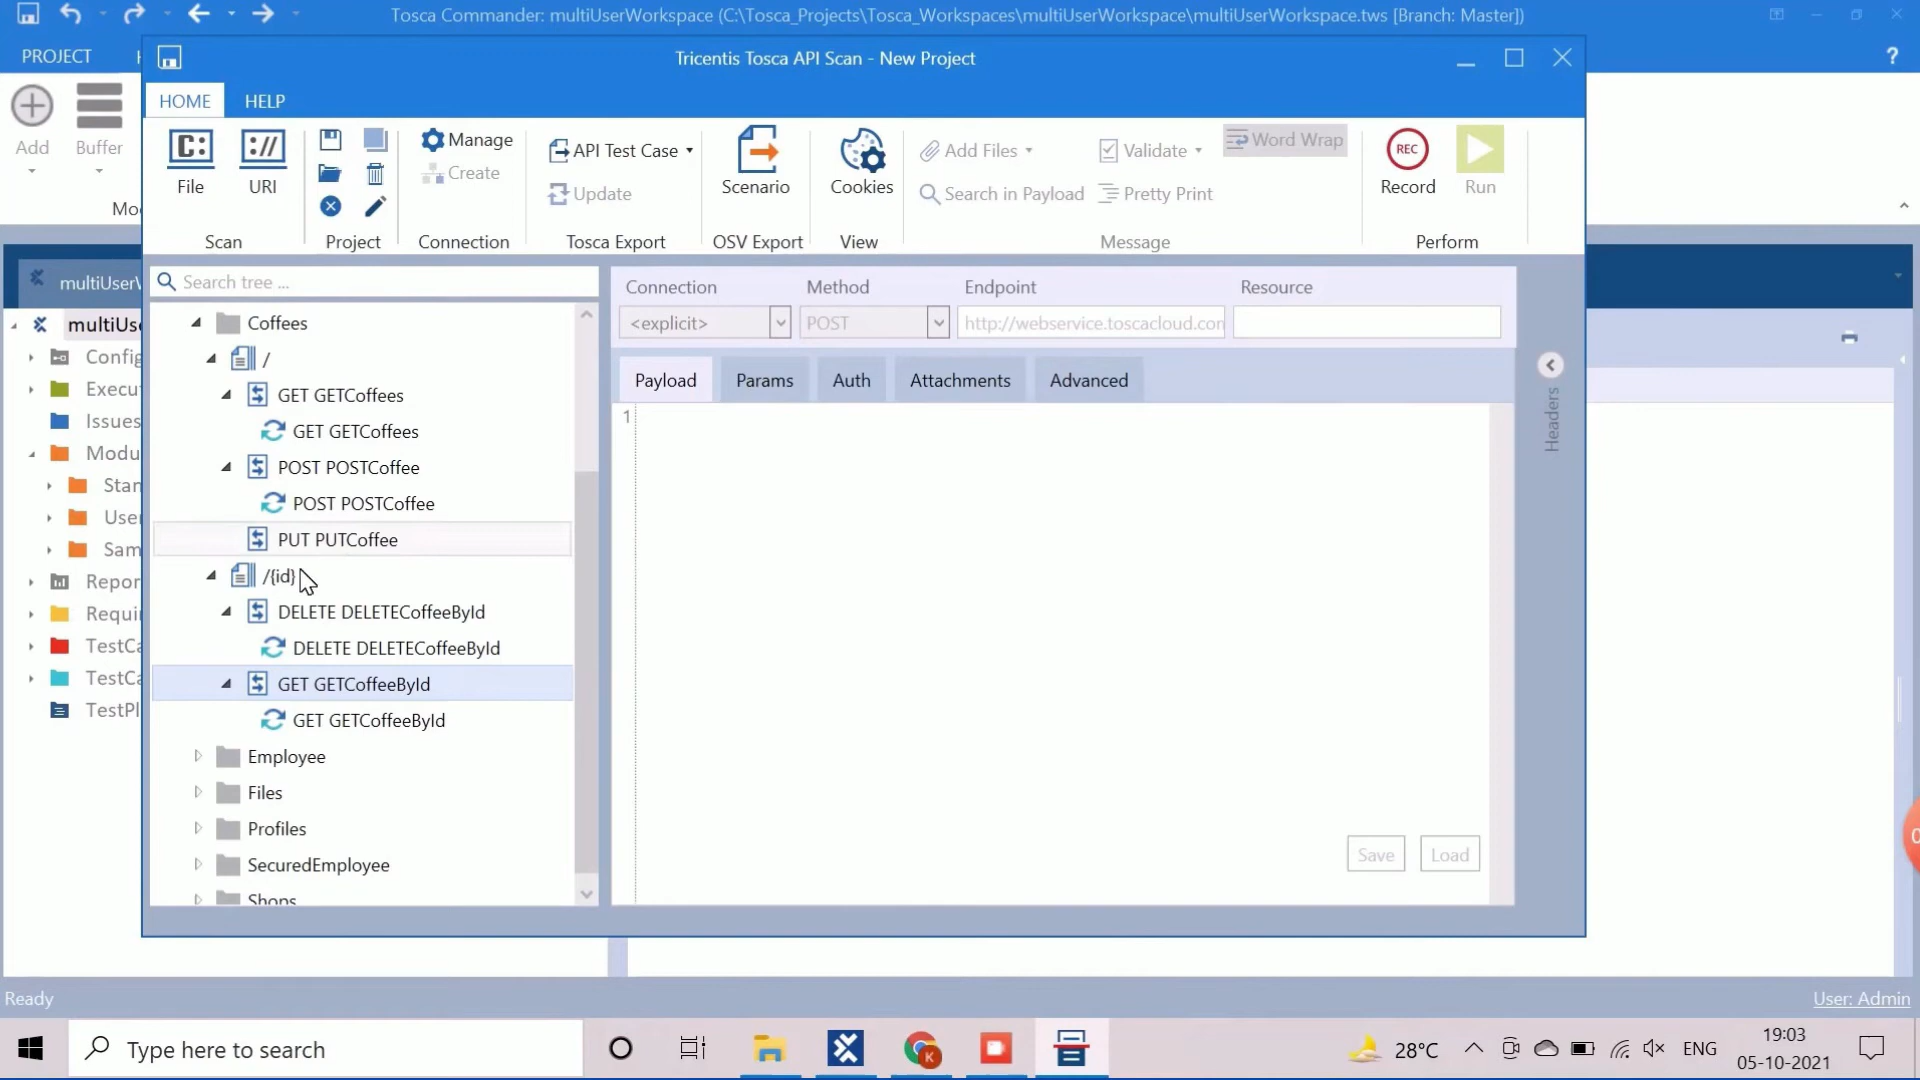 Tosca Commander: multiUserWorkspace (C:\Tosca_Projects\Tosca_Workspaces\multiUserWorkspace\multiUserWorkspace.tws [Branch: Master])
PROJECT
?
Tricentis Tosca API Scan - New Project
HOME
HELP
Add
Buffer
C:
://
File
URI
Scan
Project
Manage
Create
Connection
API Test Case
Update
Tosca Export
Scenario
OSV Export
Cookies
View
Add Files
Search in Payload
Validate
Pretty Print
Word Wrap
Message
REC
Record
Run
Perform
multiUserW
multiUse
Config
Execu
Issues
Modu
Stan
User
Sam
Repor
Requi
TestCa
TestCa
TestPl
Search tree ...
Coffees
/
GET GETCoffees
GET GETCoffees
POST POSTCoffee
POST POSTCoffee
PUT PUTCoffee
/{id}
DELETE DELETECoffeeById
DELETE DELETECoffeeById
GET GETCoffeeById
GET GETCoffeeById
Employee
Files
Profiles
SecuredEmployee
Shops
Connection
Method
Endpoint
Resource
<explicit>
POST
http://webservice.toscacloud.com
Payload
Params
Auth
Attachments
Advanced
1
Headers
Save
Load
Ready
User: Admin
Type here to search
K
28°C
ENG
19:03
05-10-2021